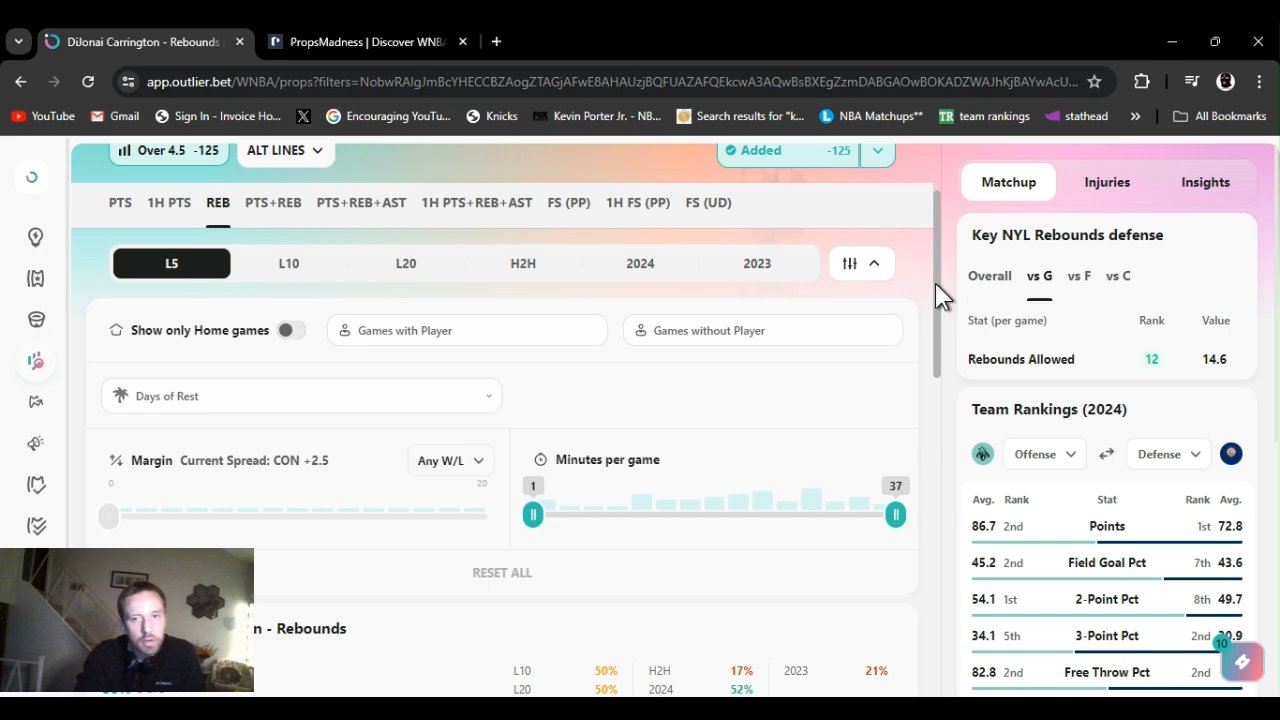 DiJonai Carrington - Rebounds
PropsMadness | Discover WNB
app.outlier.bet/WNBA/props?filters=NobwRAIgJmBcYHECCBZAogZTAGjAFwE8AHAUzjBQFUAZAFQEkcwA3AQwBsBXEgZzmDABGAOwBOKADZWAJhKjBAYwAcU...
YouTube
Gmail
Sign In - Invoice Ho...
Encouraging YouTu...
Knicks
Kevin Porter Jr. - NB...
Search results for "k...
NBA Matchups**
team rankings
stathead
All Bookmarks
Over 4.5 -125
ALT LINES
Added -125
PTS 1H PTS REB PTS+REB PTS+REB+AST 1H PTS+REB+AST FS (PP) 1H FS (PP) FS (UD)
L5 L10 L20 H2H 2024 2023
Show only Home games
Games with Player
Games without Player
Days of Rest
Margin Current Spread: CON +2.5
Any W/L
0 20
Minutes per game
1 37
RESET ALL
n - Rebounds
L10 50% H2H 17% 2023 21%
L20 50% 2024 52%
Matchup Injuries Insights
Key NYL Rebounds defense
Overall vs G vs F vs C
Stat (per game) Rank Value
Rebounds Allowed 12 14.6
Team Rankings (2024)
Offense Defense
Avg. Rank Stat Rank Avg.
86.7 2nd Points 1st 72.8
45.2 2nd Field Goal Pct 7th 43.6
54.1 1st 2-Point Pct 8th 49.7
34.1 5th 3-Point Pct 2nd
10
82.8 2nd Free Throw Pct 2nd